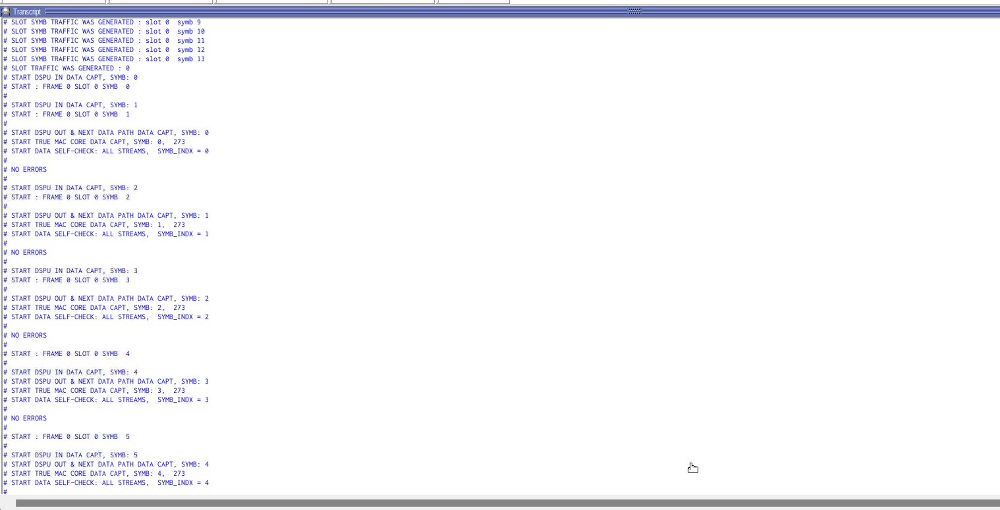 Transcript
# SLOT SYMB TRAFFIC WAS GENERATED : slot 0  symb 9
# SLOT SYMB TRAFFIC WAS GENERATED : slot 0  symb 10
# SLOT SYMB TRAFFIC WAS GENERATED : slot 0  symb 11
# SLOT SYMB TRAFFIC WAS GENERATED : slot 0  symb 12
# SLOT SYMB TRAFFIC WAS GENERATED : slot 0  symb 13
# SLOT TRAFFIC WAS GENERATED : 0
# START DSPU IN DATA CAPT, SYMB: 0
# START : FRAME 0 SLOT 0 SYMB  0
#
# START DSPU IN DATA CAPT, SYMB: 1
# START : FRAME 0 SLOT 0 SYMB  1
#
# START DSPU OUT & NEXT DATA PATH DATA CAPT, SYMB: 0
# START TRUE MAC CORE DATA CAPT, SYMB: 0,  273
# START DATA SELF-CHECK: ALL STREAMS,  SYMB_INDX = 0
#
# NO ERRORS
#
# START DSPU IN DATA CAPT, SYMB: 2
# START : FRAME 0 SLOT 0 SYMB  2
#
# START DSPU OUT & NEXT DATA PATH DATA CAPT, SYMB: 1
# START TRUE MAC CORE DATA CAPT, SYMB: 1,  273
# START DATA SELF-CHECK: ALL STREAMS,  SYMB_INDX = 1
#
# NO ERRORS
#
# START DSPU IN DATA CAPT, SYMB: 3
# START : FRAME 0 SLOT 0 SYMB  3
#
# START DSPU OUT & NEXT DATA PATH DATA CAPT, SYMB: 2
# START TRUE MAC CORE DATA CAPT, SYMB: 2,  273
# START DATA SELF-CHECK: ALL STREAMS,  SYMB_INDX = 2
#
# NO ERRORS
#
# START : FRAME 0 SLOT 0 SYMB  4
#
# START DSPU IN DATA CAPT, SYMB: 4
# START DSPU OUT & NEXT DATA PATH DATA CAPT, SYMB: 3
# START TRUE MAC CORE DATA CAPT, SYMB: 3,  273
# START DATA SELF-CHECK: ALL STREAMS,  SYMB_INDX = 3
#
# NO ERRORS
#
# START : FRAME 0 SLOT 0 SYMB  5
#
# START DSPU IN DATA CAPT, SYMB: 5
# START DSPU OUT & NEXT DATA PATH DATA CAPT, SYMB: 4
# START TRUE MAC CORE DATA CAPT, SYMB: 4,  273
# START DATA SELF-CHECK: ALL STREAMS,  SYMB_INDX = 4
#